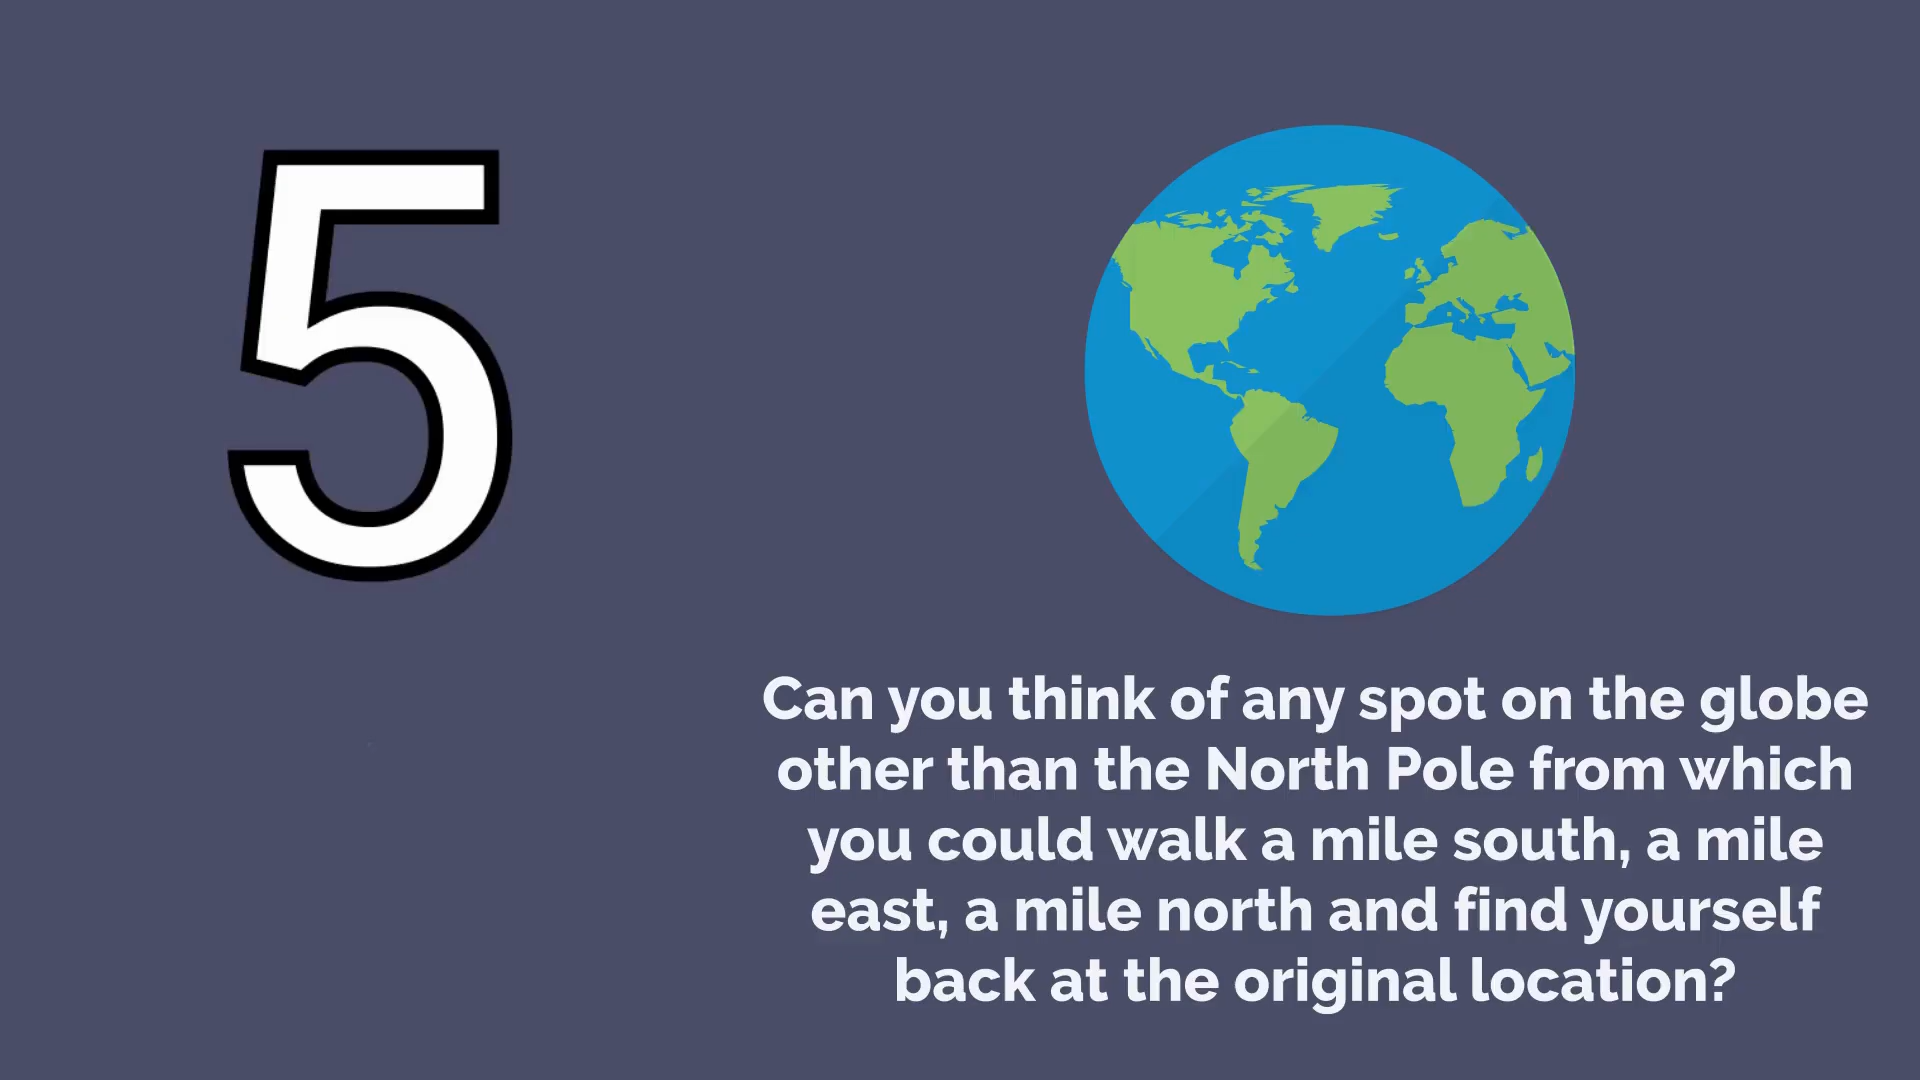 5
Can you think of any spot on the globe
other than the North Pole from which
you could walk a mile south, a mile
east, a mile north and find yourself
back at the original location?